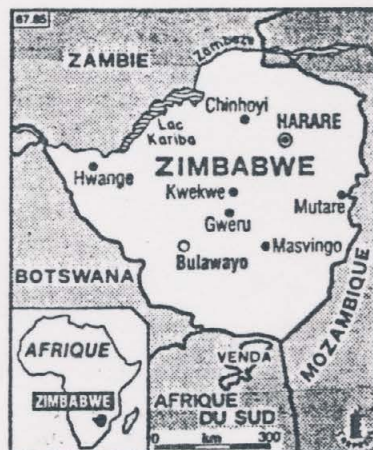 67.85
ZAMBIE
Zambeze
Chinhoyi
Lac
Kariba
HARARE
ZIMBABWE
Hwange
Kwekwe
Mutare
Gweru
Bulawayo
Masvingo
BOTSWANA
MOZAMBIQUE
VENDA
AFRIQUE
ZIMBABWE
AFRIQUE
DU SUD
0 km 300